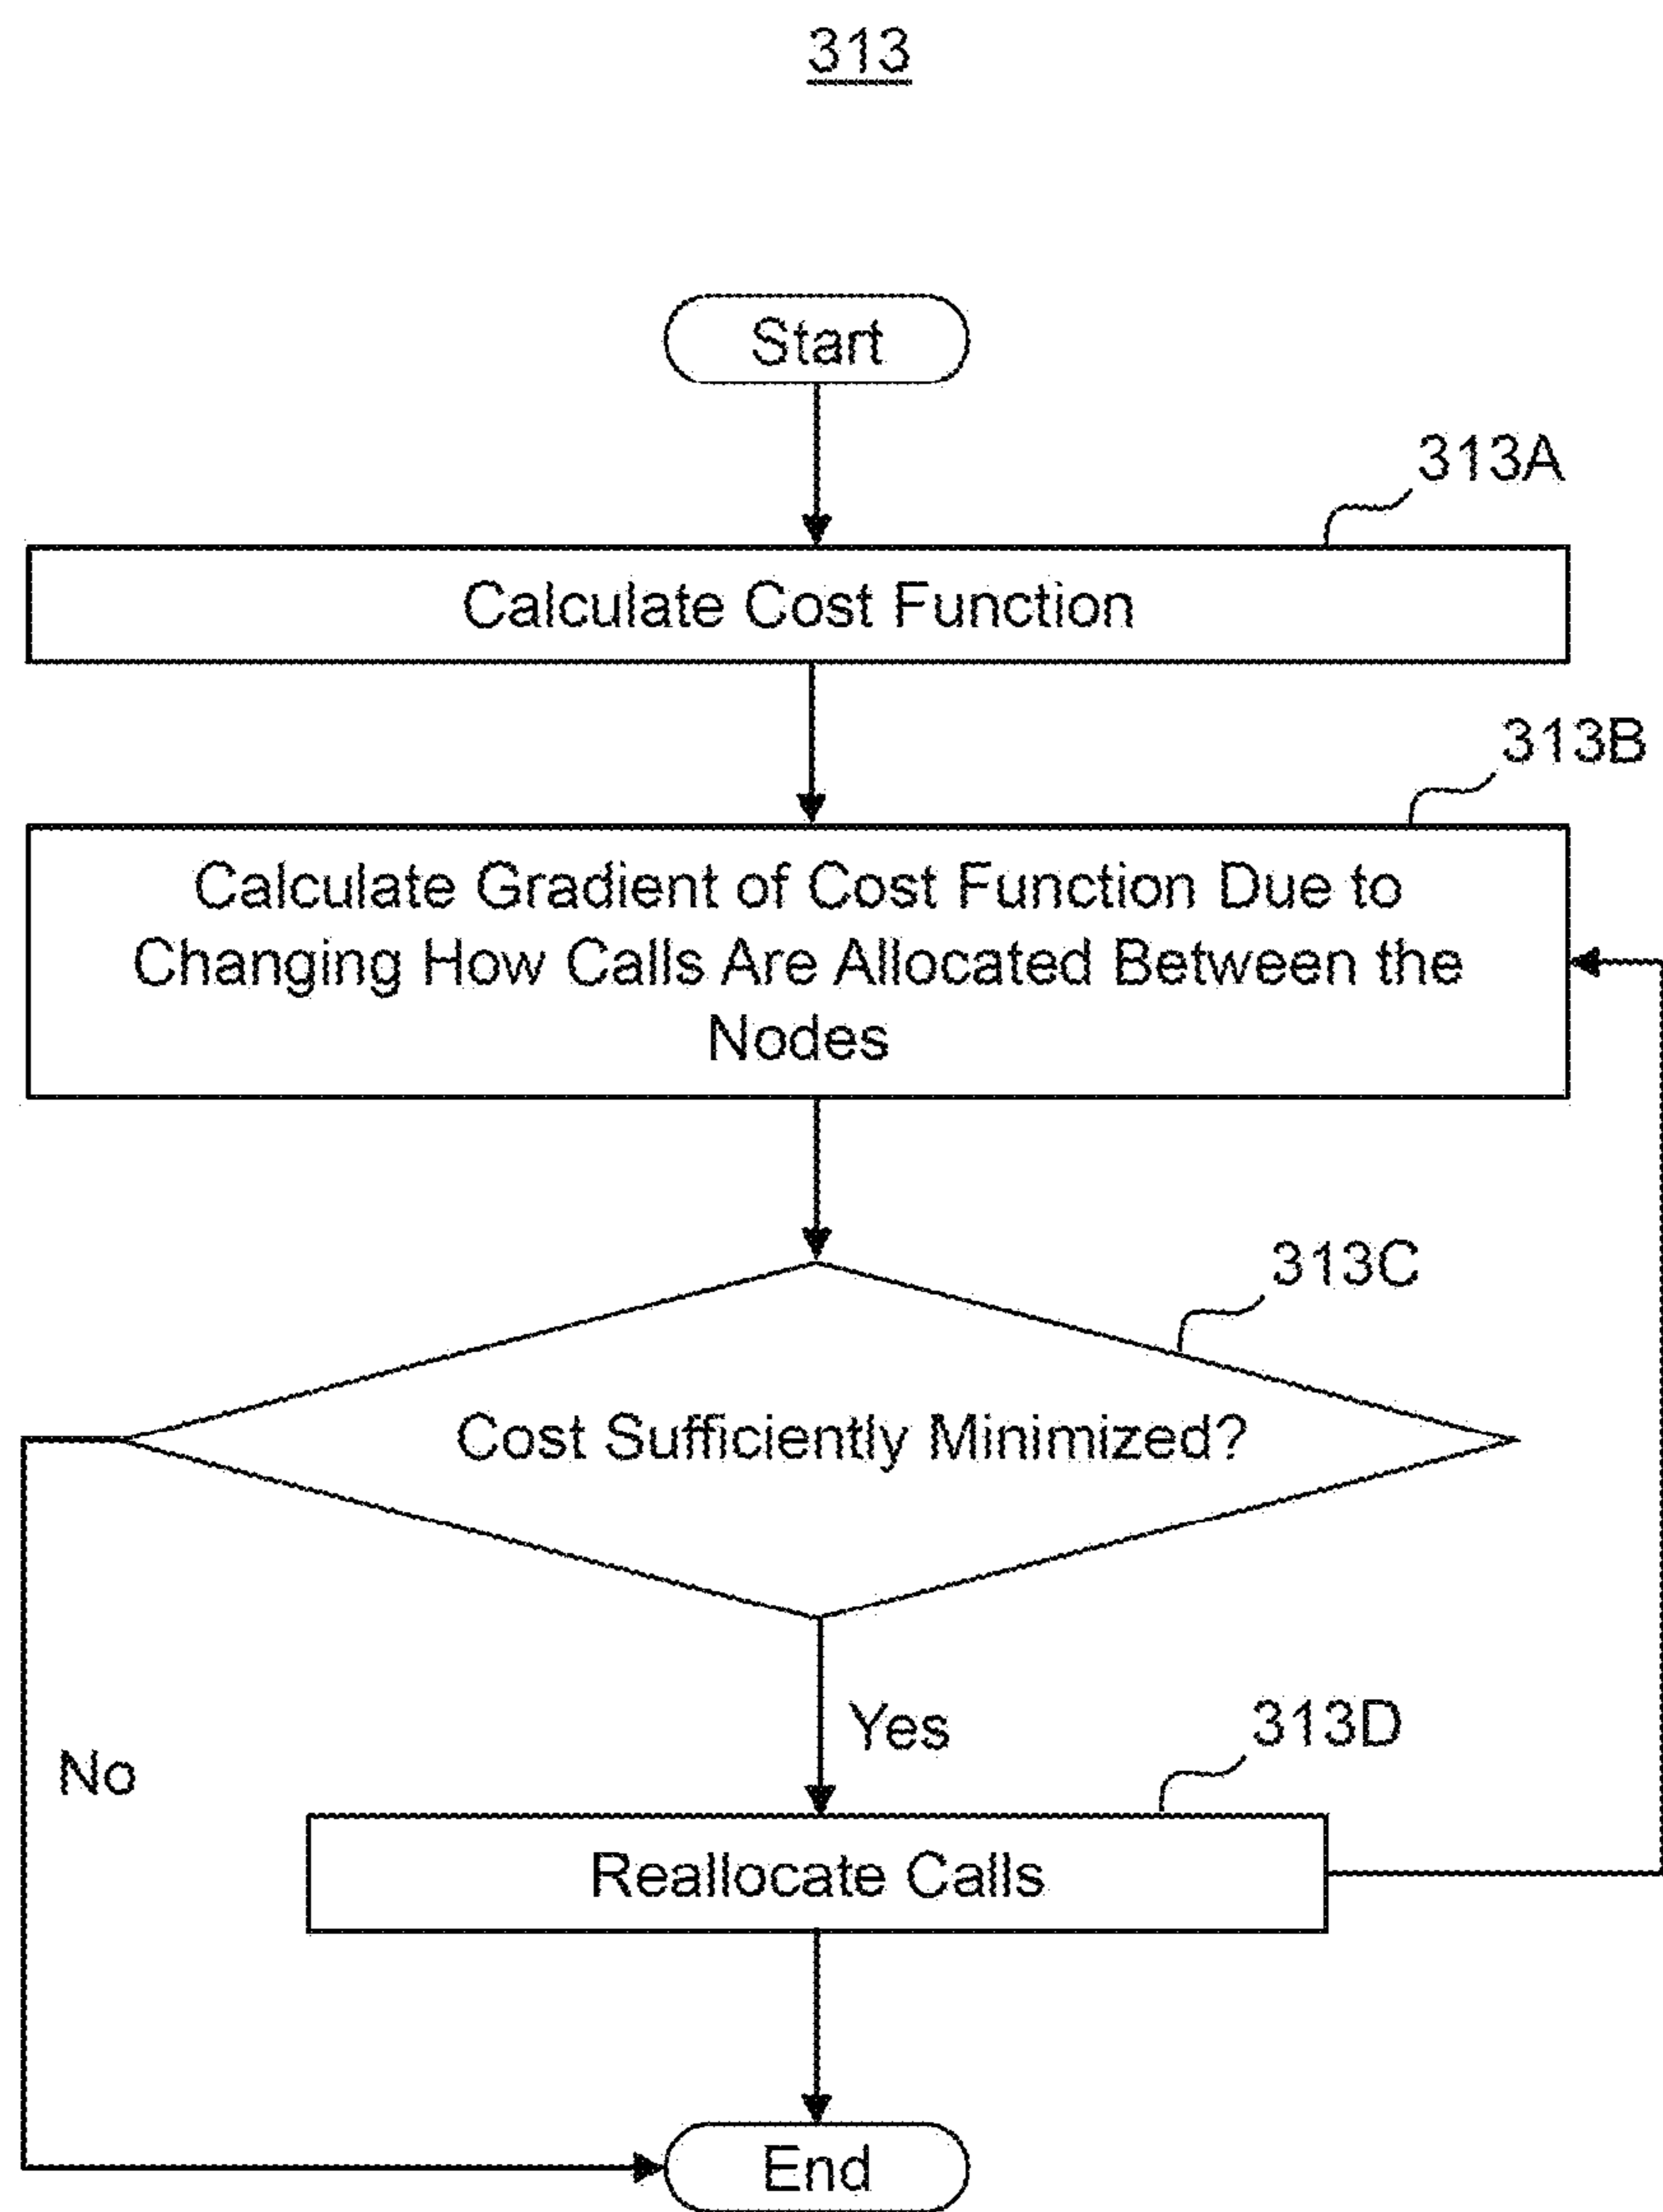 313
Start
313A
Calculate Cost Function
313B
Calculate Gradient of Cost Function Due to
Changing How Calls Are Allocated Between the
Nodes
313C
Cost Sufficiently Minimized?
Yes
313D
No
Reallocate Calls
End